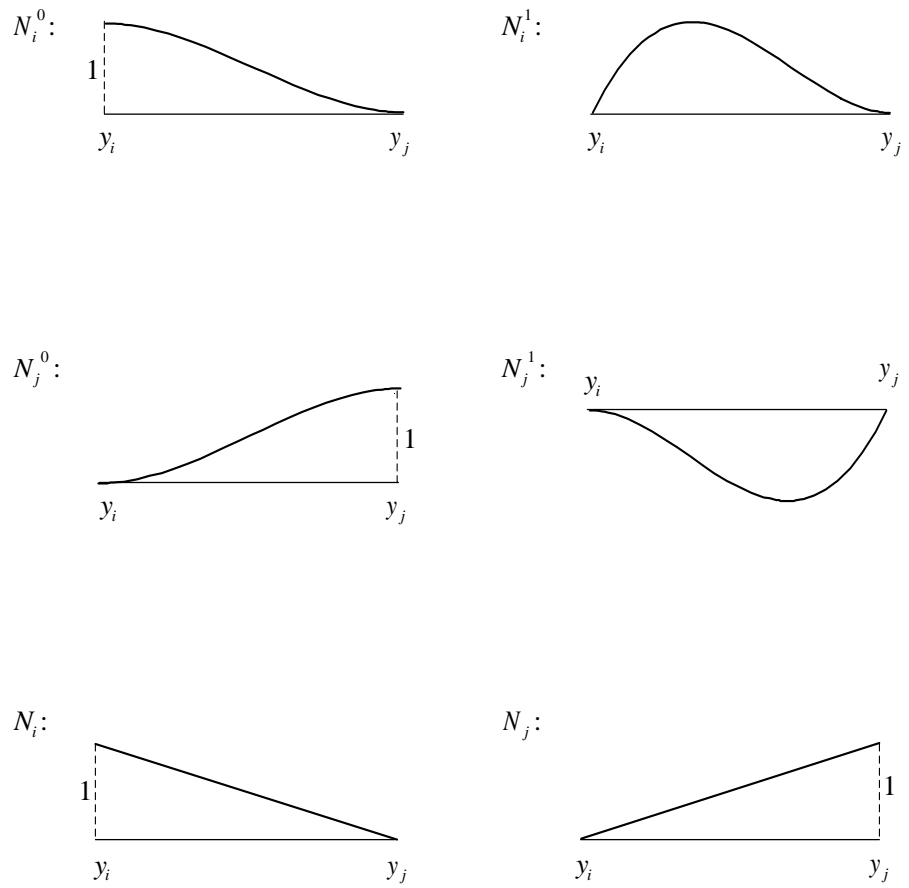 N_i^0:
1
y_i y_j
N_i^1:
y_i y_j
N_j^0:
1
y_i y_j
N_j^1:
y_i y_j
N_i:
1
y_i y_j
N_j:
1
y_i y_j